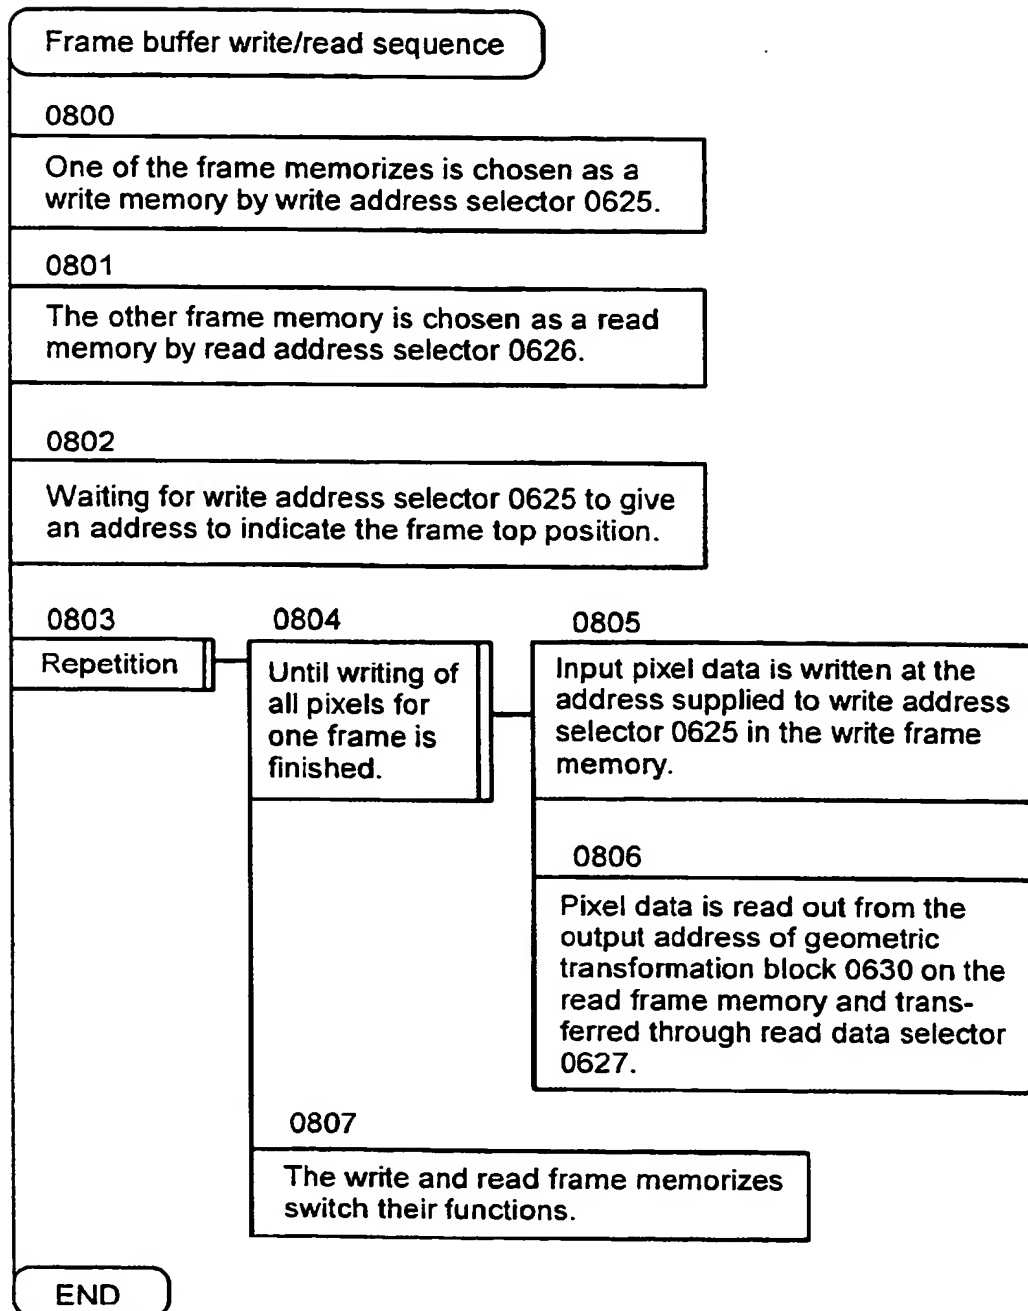 Frame buffer write/read sequence
0800
One of the frame memorizes is chosen as a
write memory by write address selector 0625.
0801
The other frame memory is chosen as a read
memory by read address selector 0626.
0802
Waiting for write address selector 0625 to give
an address to indicate the frame top position.
0803
Repetition
0804
Until writing of
all pixels for
one frame is
finished.
0805
Input pixel data is written at the
address supplied to write address
selector 0625 in the write frame
memory.
0806
Pixel data is read out from the
output address of geometric
transformation block 0630 on the
read frame memory and trans-
ferred through read data selector
0627.
0807
The write and read frame memorizes
switch their functions.
END